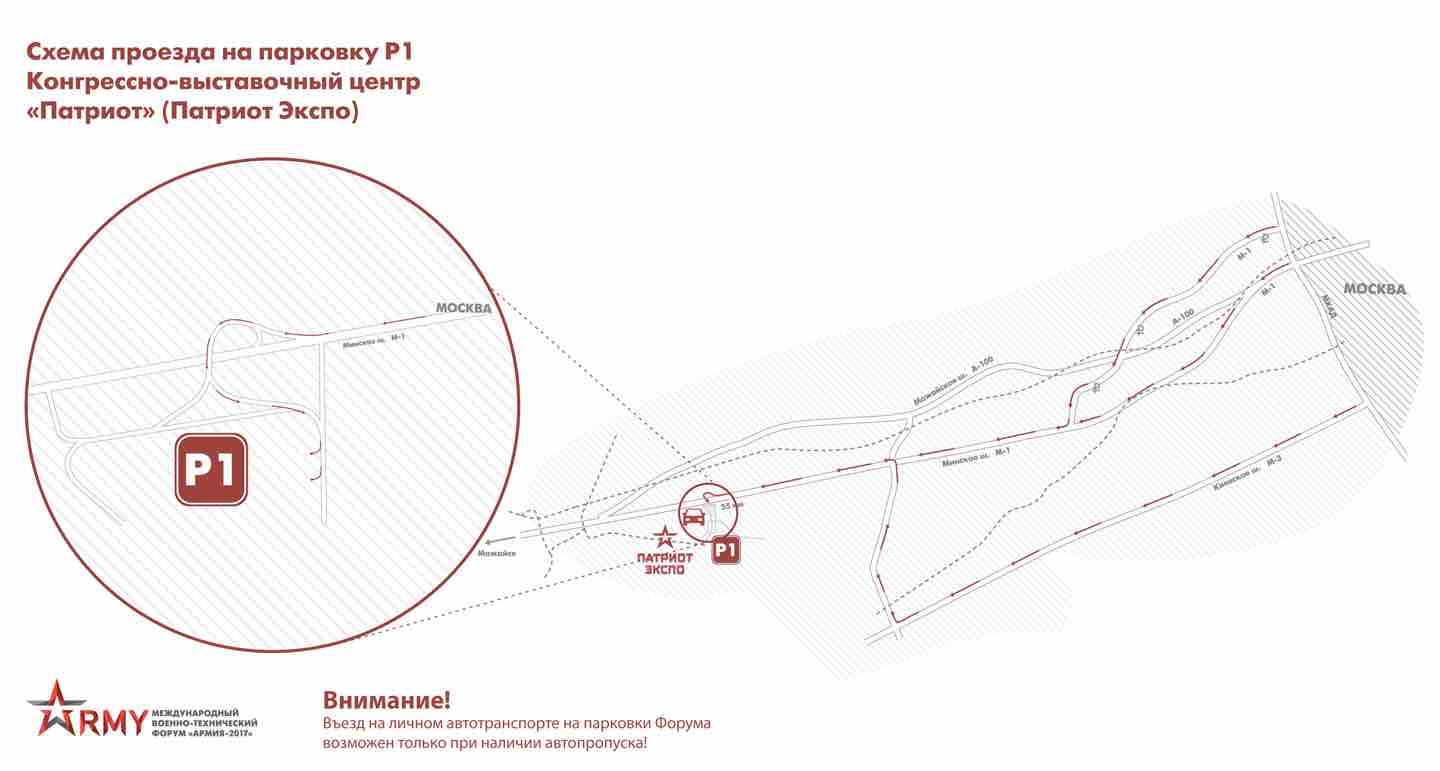 Схема проезда на парковку Р1
Конгрессно-выставочный центр
«Патриот» (Патриот Экспо)
МОСКВА
Минское ш. М-1
P1
М-1
М-1
МКАД
МОСКВА
А-100
Можайское ш. А-100
Минское ш. М-1
Киевское ш. М-3
55 км
Можайск
ПАТРИОТ
ЭКСПО
P1
ARMY
МЕЖДУНАРОДНЫЙ
ВОЕННО-ТЕХНИЧЕСКИЙ
ФОРУМ «АРМИЯ-2017»
Внимание!
Въезд на личном автотранспорте на парковки Форума
возможен только при наличии автопропуска!